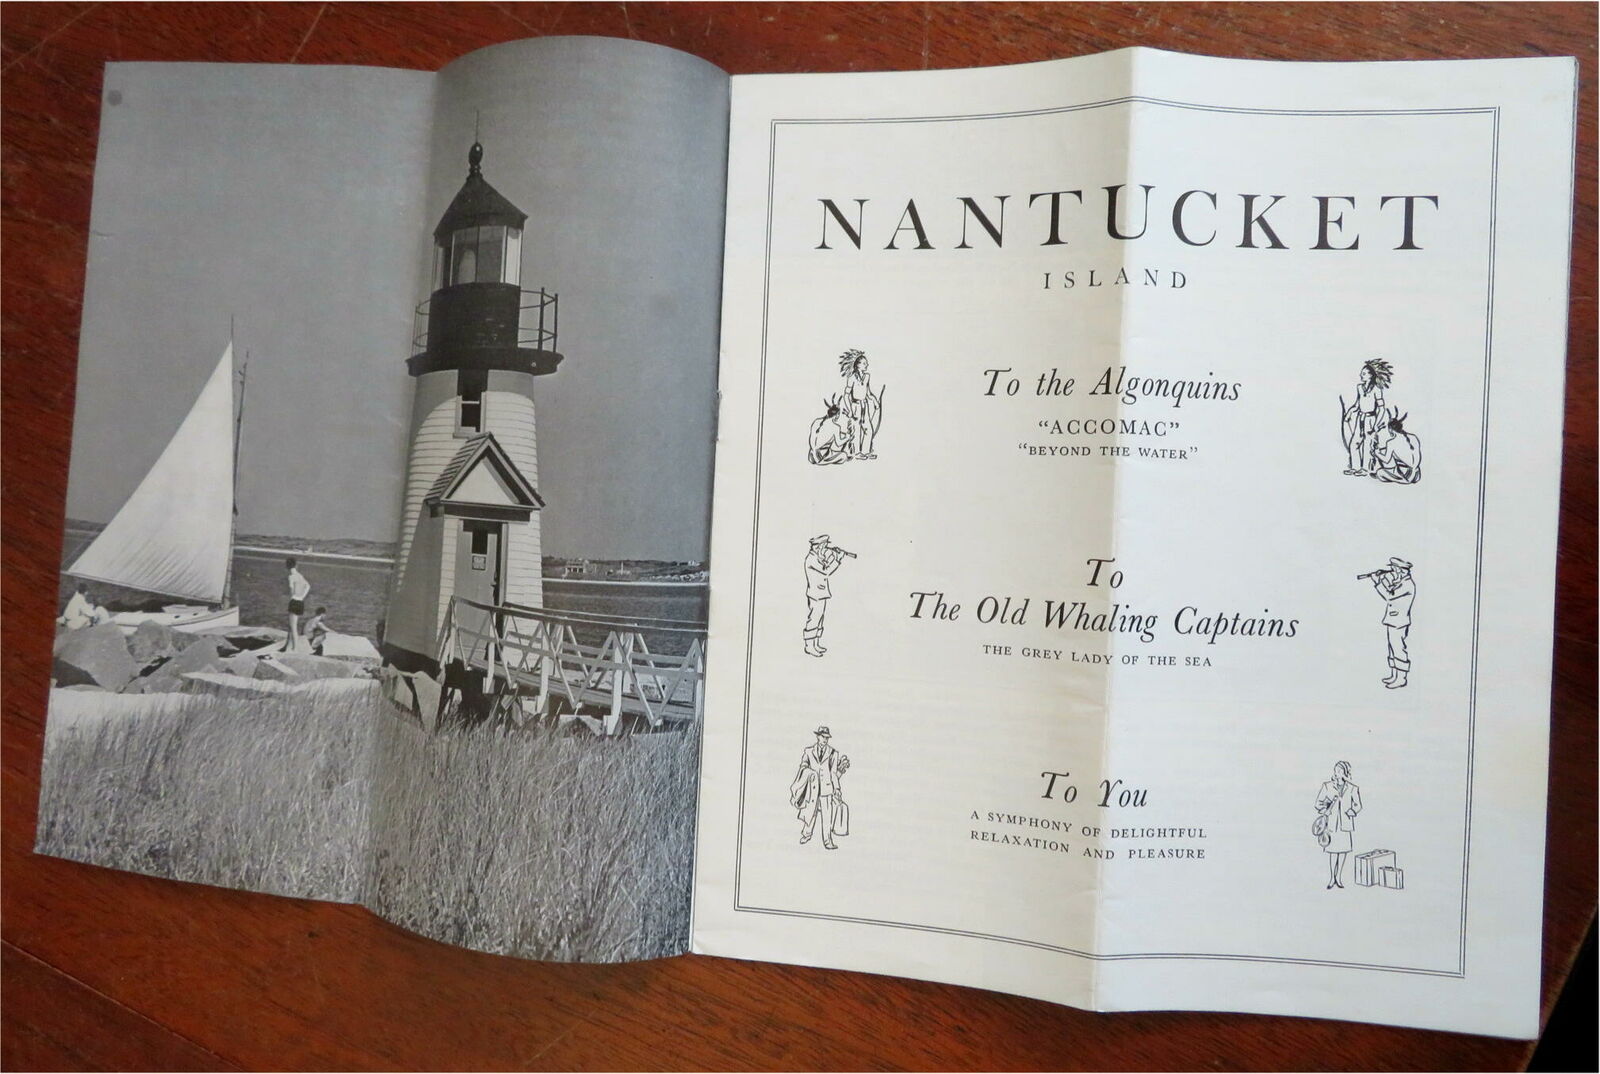 NANTUCKET
ISLAND
To the Algonquins
“ACCOMAC”
“BEYOND THE WATER”
To
The Old Whaling Captains
THE GREY LADY OF THE SEA
To You
A SYMPHONY OF DELIGHTFUL
RELAXATION AND PLEASURE